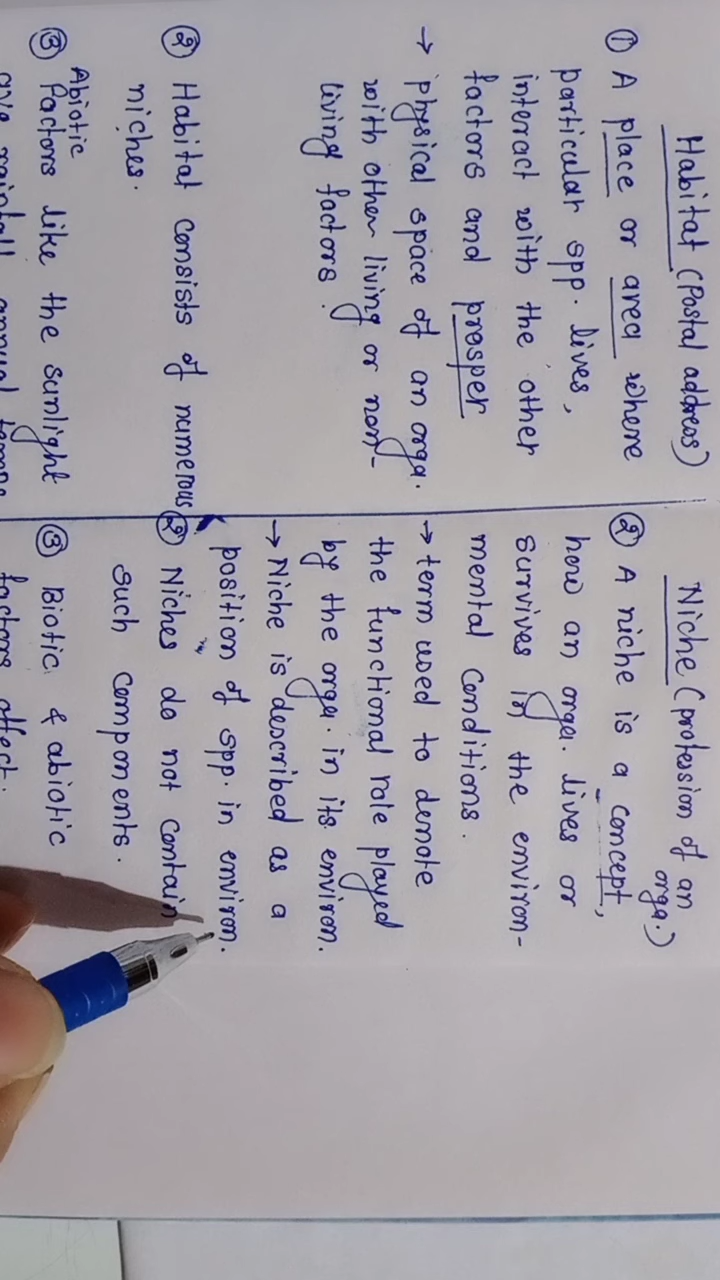 Habitat (Postal address)
① A place or area where
particular spp. lives,
interact with the other
factors and prosper
→ physical space of an orga.
with other living or non-
living factors.
② Habitat consists of numerous
niches.
③ Abiotic
Factors like the sunlight
annual
Niche (profession of an
orga.)
② A niche is a concept,
how an orga. lives or
survives in the environ-
mental conditions.
→ term used to denote
the functional role played
by the orga. in its environ.
→ Niche is described as a
position of spp. in environ.
② Niches do not contain
such components.
③ Biotic & abiotic
factors affect.